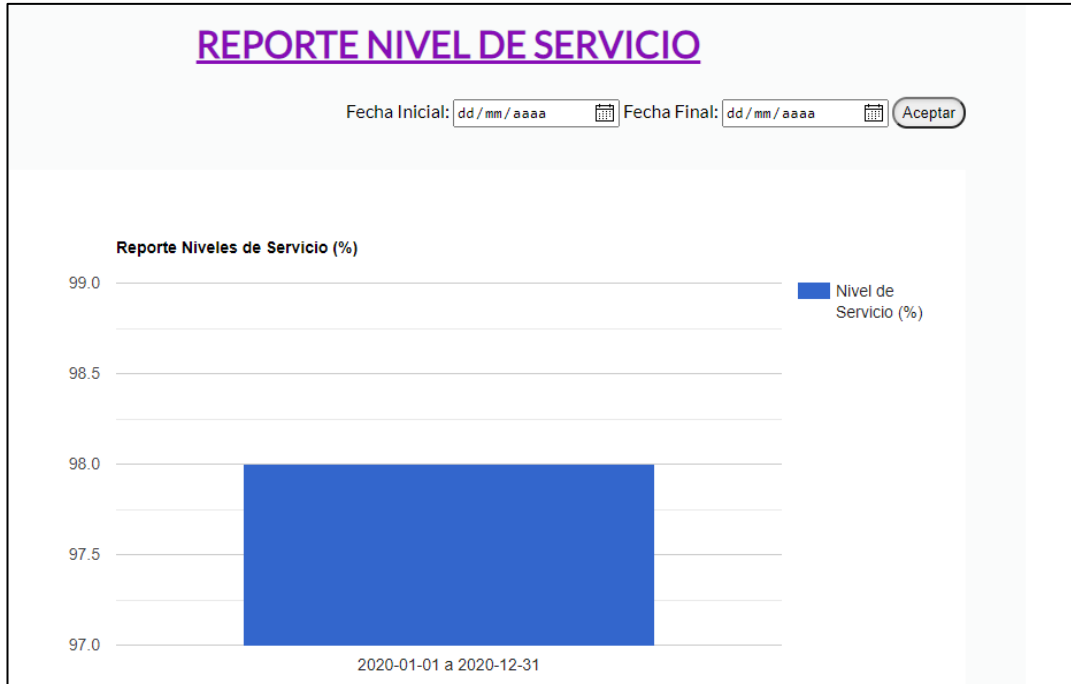 REPORTE NIVEL DE SERVICIO
Fecha Inicial: dd/mm/aaaa Fecha Final: dd/mm/aaaa Aceptar
Reporte Niveles de Servicio (%)
99.0
98.5
98.0
97.5
97.0
2020-01-01 a 2020-12-31
Nivel de
Servicio (%)